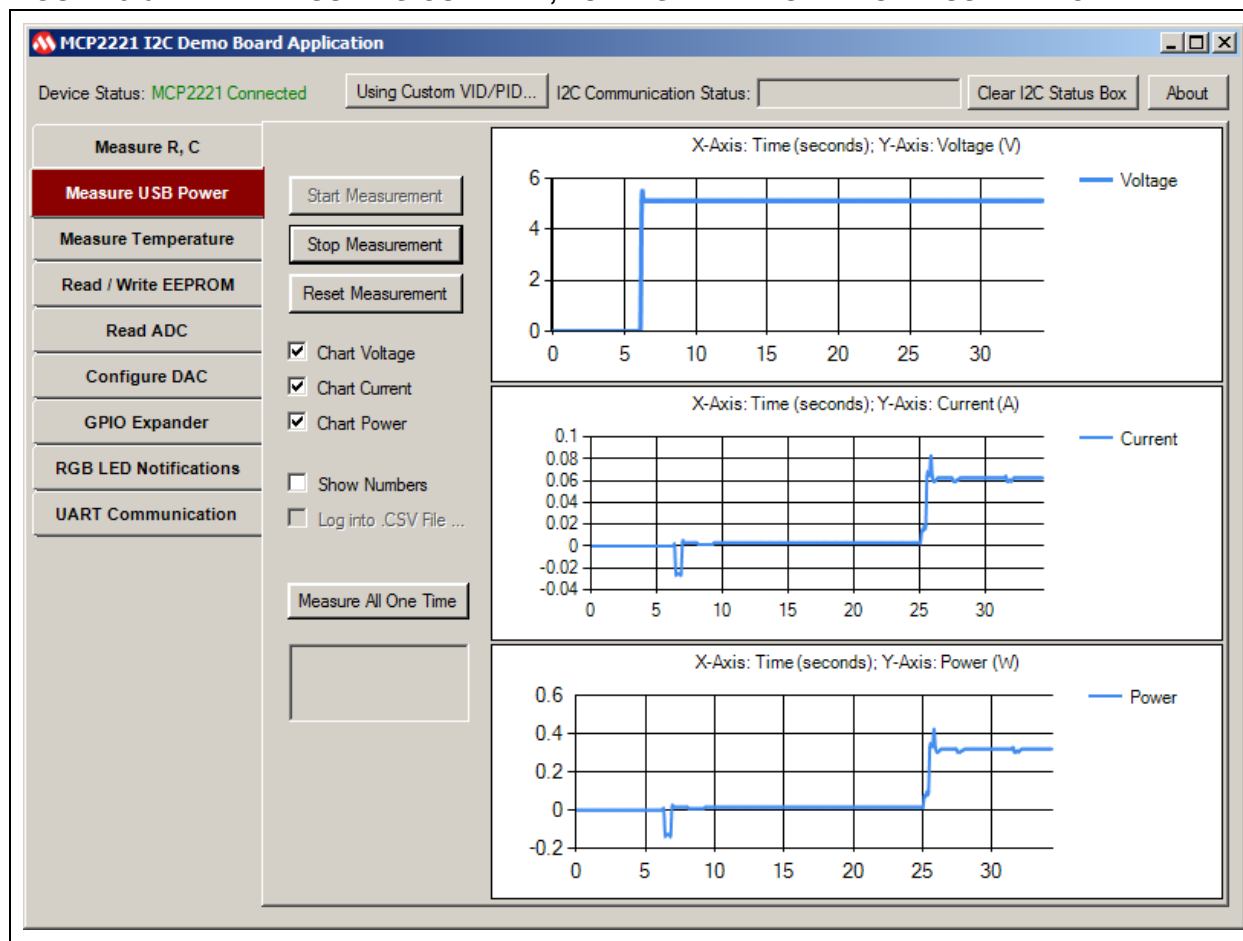 MCP2221 I2C Demo Board Application
Device Status: MCP2221 Connected
Using Custom VID/PID...
I2C Communication Status:
Clear I2C Status Box
About
Measure R, C
Measure USB Power
Measure Temperature
Read / Write EEPROM
Read ADC
Configure DAC
GPIO Expander
RGB LED Notifications
UART Communication
Start Measurement
Stop Measurement
Reset Measurement
Chart Voltage
Chart Current
Chart Power
Show Numbers
Log into .CSV File ...
Measure All One Time
X-Axis: Time (seconds); Y-Axis: Voltage (V)
Voltage
6
4
2
0
0 5 10 15 20 25 30
X-Axis: Time (seconds); Y-Axis: Current (A)
Current
0.1
0.08
0.06
0.04
0.02
0
-0.02
-0.04
0 5 10 15 20 25 30
X-Axis: Time (seconds); Y-Axis: Power (W)
Power
0.6
0.4
0.2
0
-0.2
0 5 10 15 20 25 30